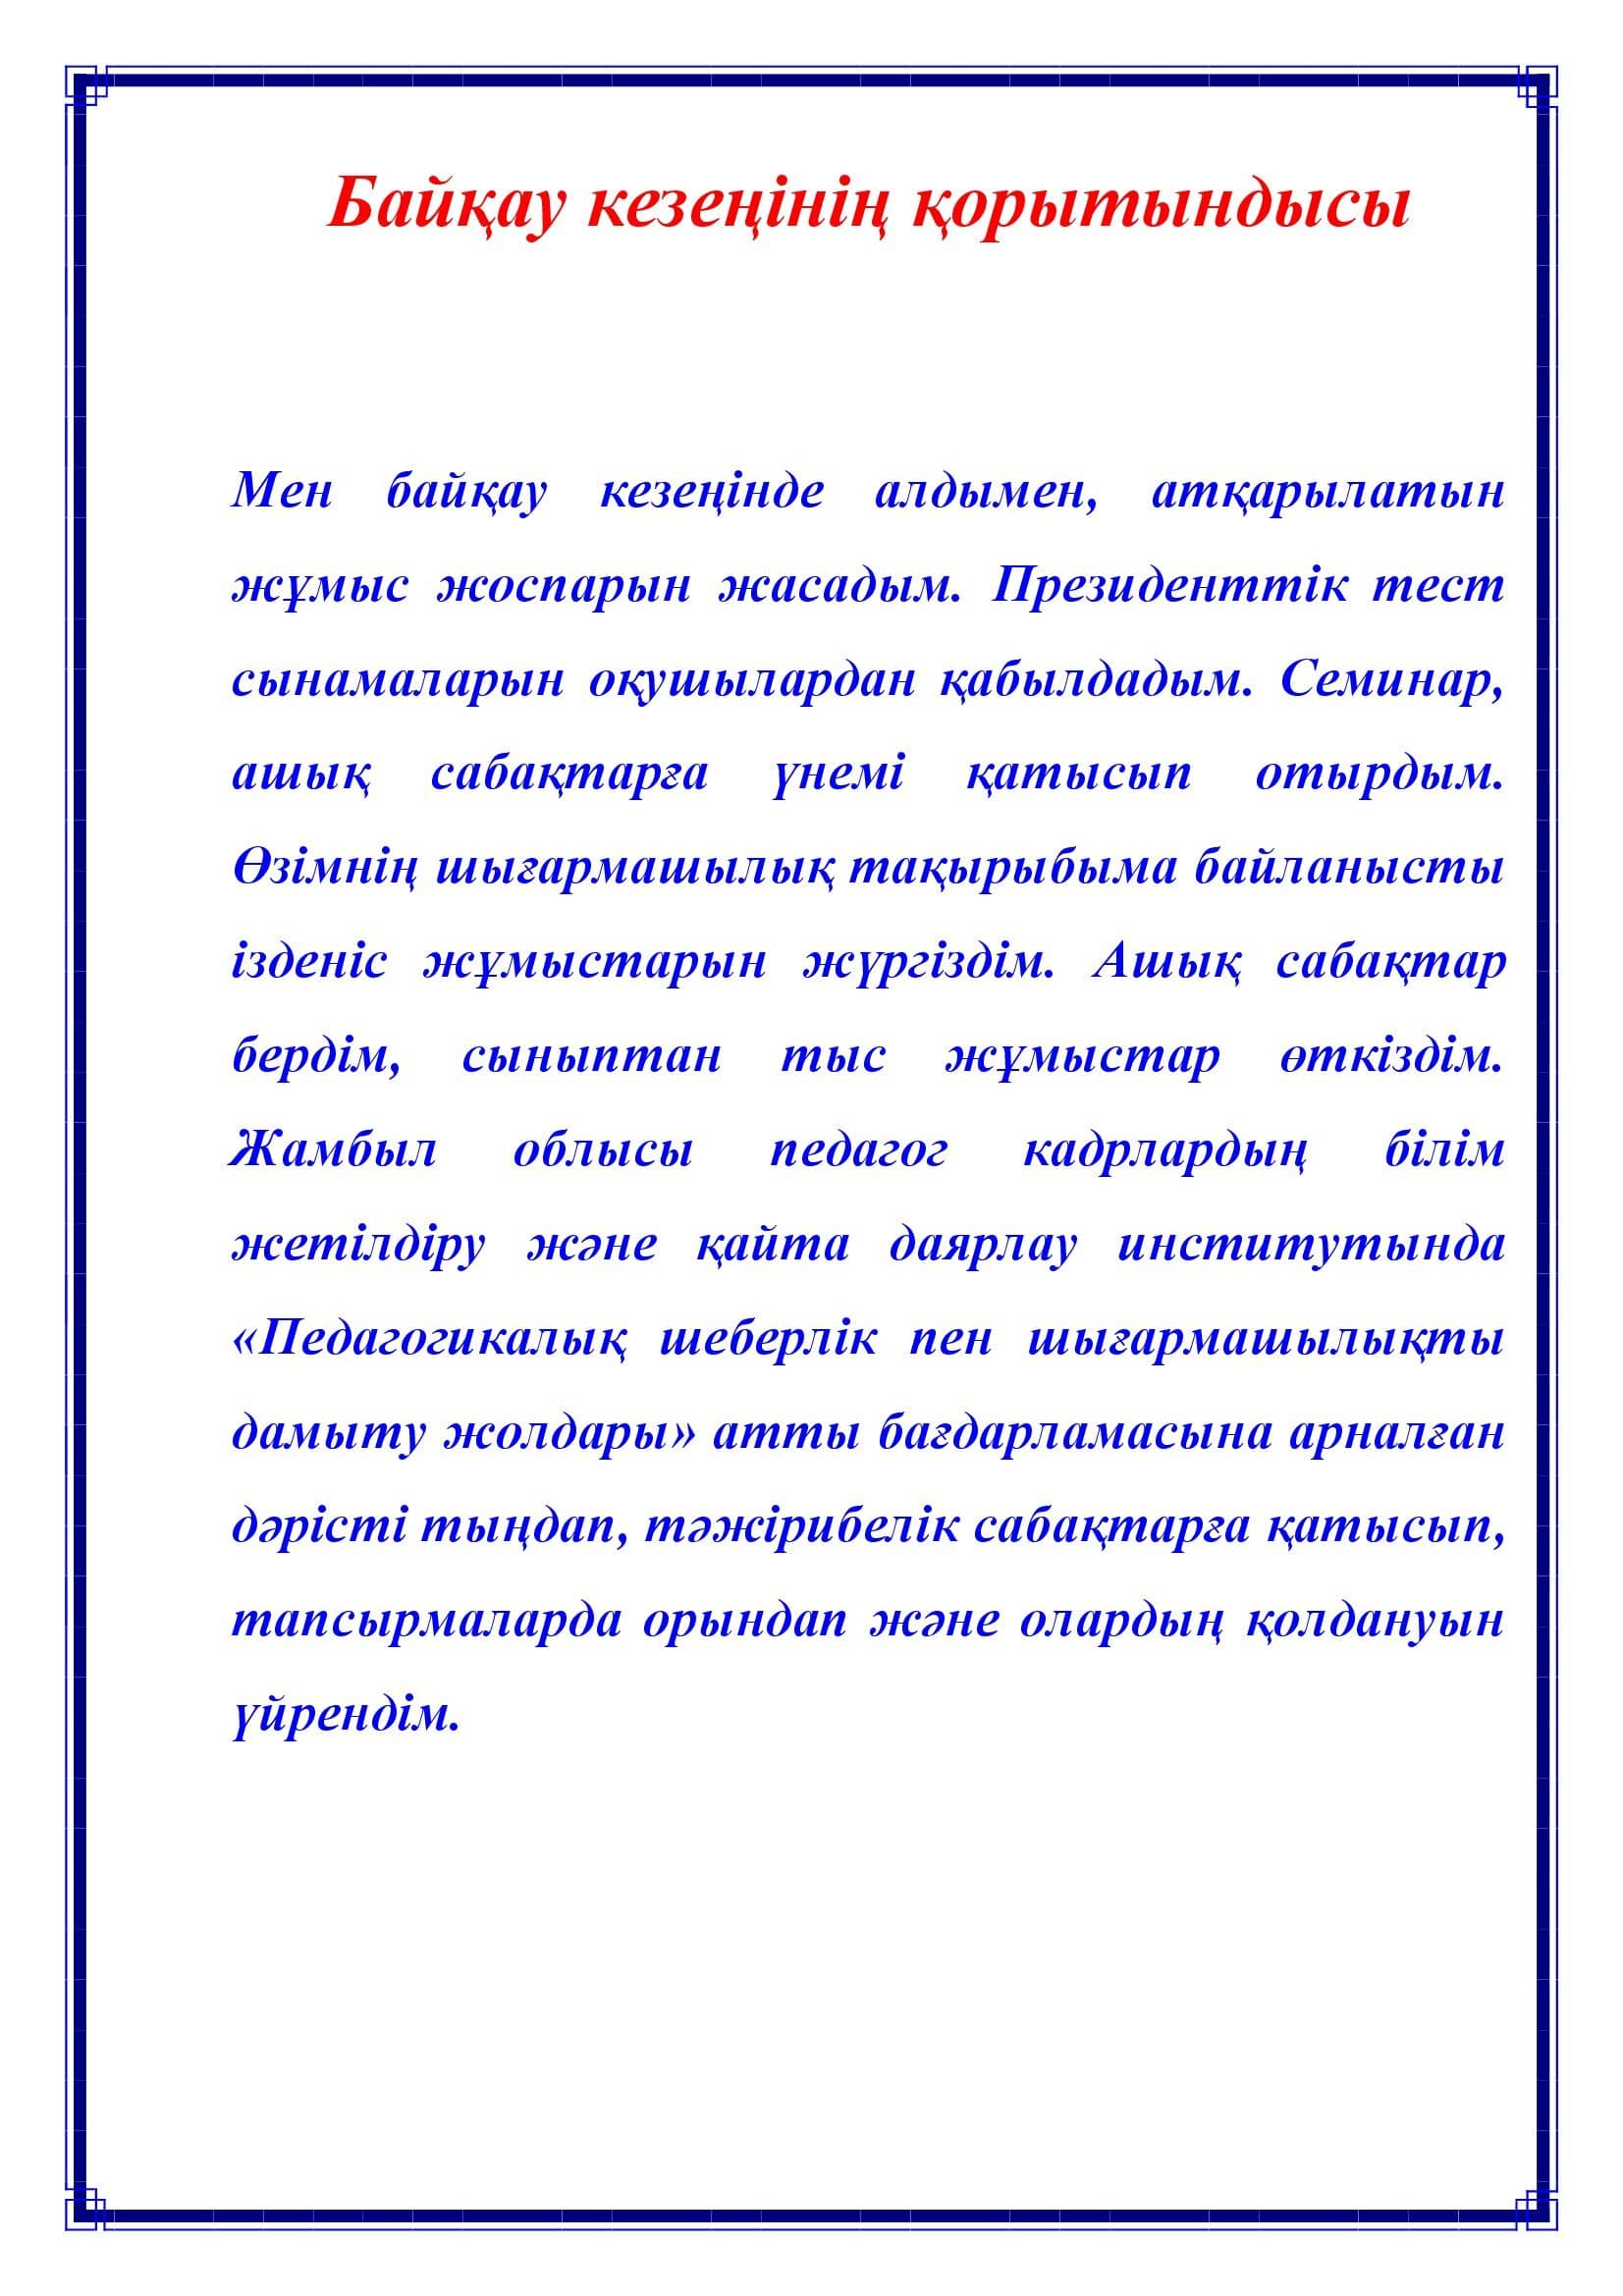 Байқау кезеңінің қорытындысы
Мен байқау кезеңінде алдымен, атқарылатын
жұмыс жоспарын жасадым. Президенттік тест
сынамаларын оқушылардан қабылдадым. Семинар,
ашық сабақтарға үнемі қатысып отырдым.
Өзімнің шығармашылық тақырыбыма байланысты
ізденіс жұмыстарын жүргіздім. Ашық сабақтар
бердім, сыныптан тыс жұмыстар өткіздім.
Жамбыл облысы педагог кадрлардың білім
жетілдіру және қайта даярлау институтында
«Педагогикалық шеберлік пен шығармашылықты
дамыту жолдары» атты бағдарламасына арналған
дәрісті тыңдап, тәжірибелік сабақтарға қатысып,
тапсырмаларда орындап және олардың қолдануын
үйрендім.